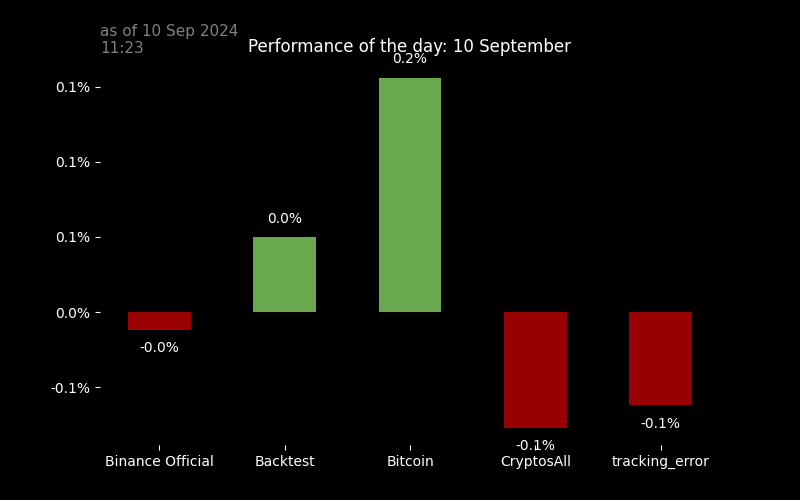 as of 10 Sep 2024
11:23
Performance of the day: 10 September
0.2%
0.1%
0.1%
0.0%
0.1%
0.0%
-0.0%
-0.1%
-0.1%
-0.1%
Binance Official
Backtest
Bitcoin
CryptosAll
tracking_error